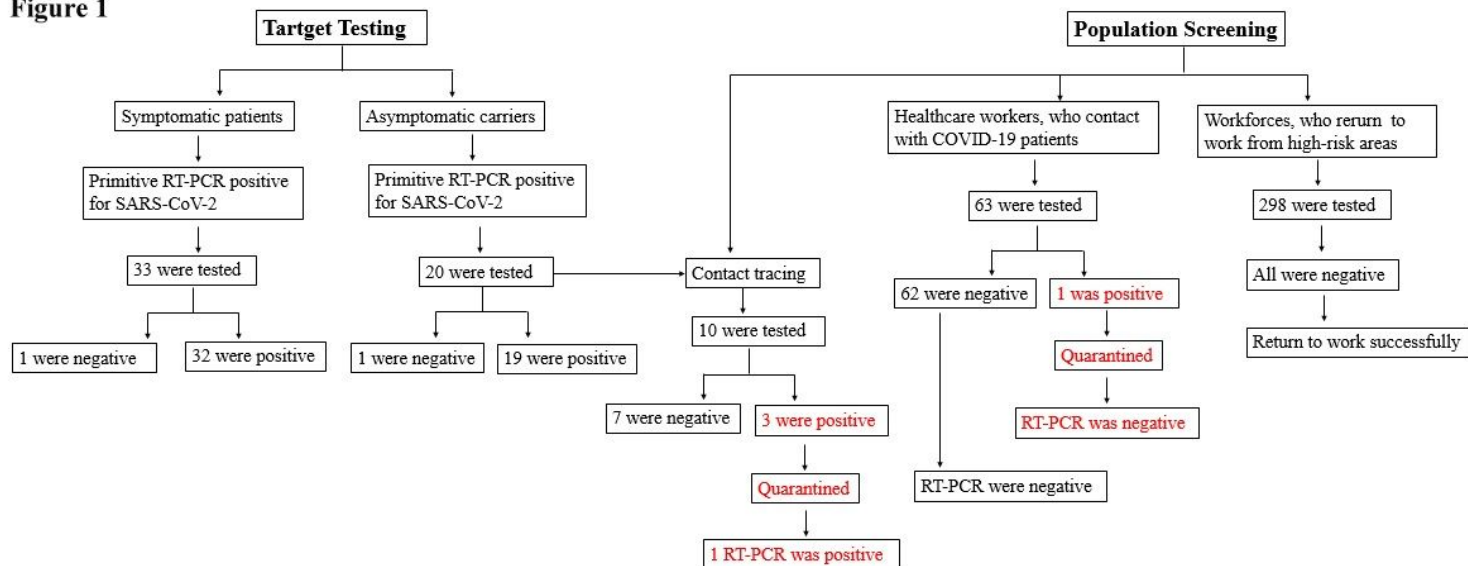 Figure 1
Tartget Testing
Population Screening
Symptomatic patients
Asymptomatic carriers
Healthcare workers, who contact
with COVID-19 patients
Workforces, who return to
work from high-risk areas
Primitive RT-PCR positive
for SARS-CoV-2
Primitive RT-PCR positive
for SARS-CoV-2
63 were tested
298 were tested
33 were tested
20 were tested
Contact tracing
All were negative
62 were negative
1 was positive
10 were tested
1 were negative
32 were positive
1 were negative
19 were positive
Quarantined
Return to work successfully
7 were negative
3 were positive
RT-PCR was negative
Quarantined
RT-PCR were negative
1 RT-PCR was positive